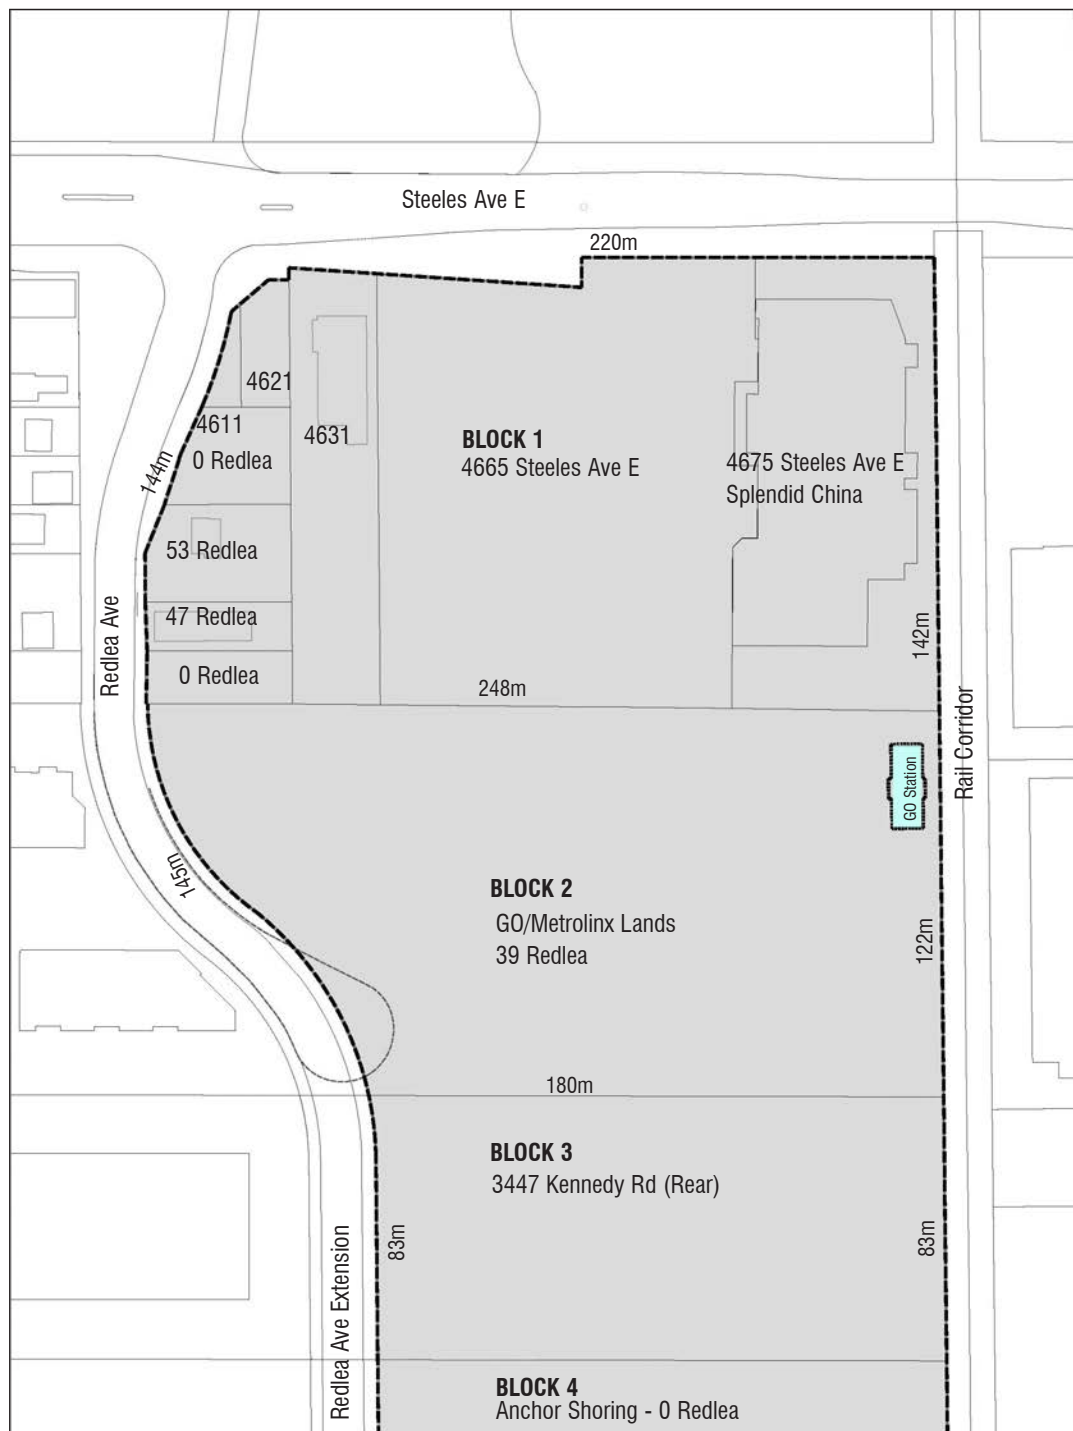 Steeles Ave E
220m
4621
4611
0 Redlea
144m
4631
BLOCK 1
4665 Steeles Ave E
4675 Steeles Ave E
Splendid China
53 Redlea
47 Redlea
0 Redlea
Redlea Ave
142m
248m
Rail Corridor
GO Station
145m
BLOCK 2
GO/Metrolinx Lands
39 Redlea
122m
180m
BLOCK 3
3447 Kennedy Rd (Rear)
83m
83m
Redlea Ave Extension
BLOCK 4
Anchor Shoring - 0 Redlea